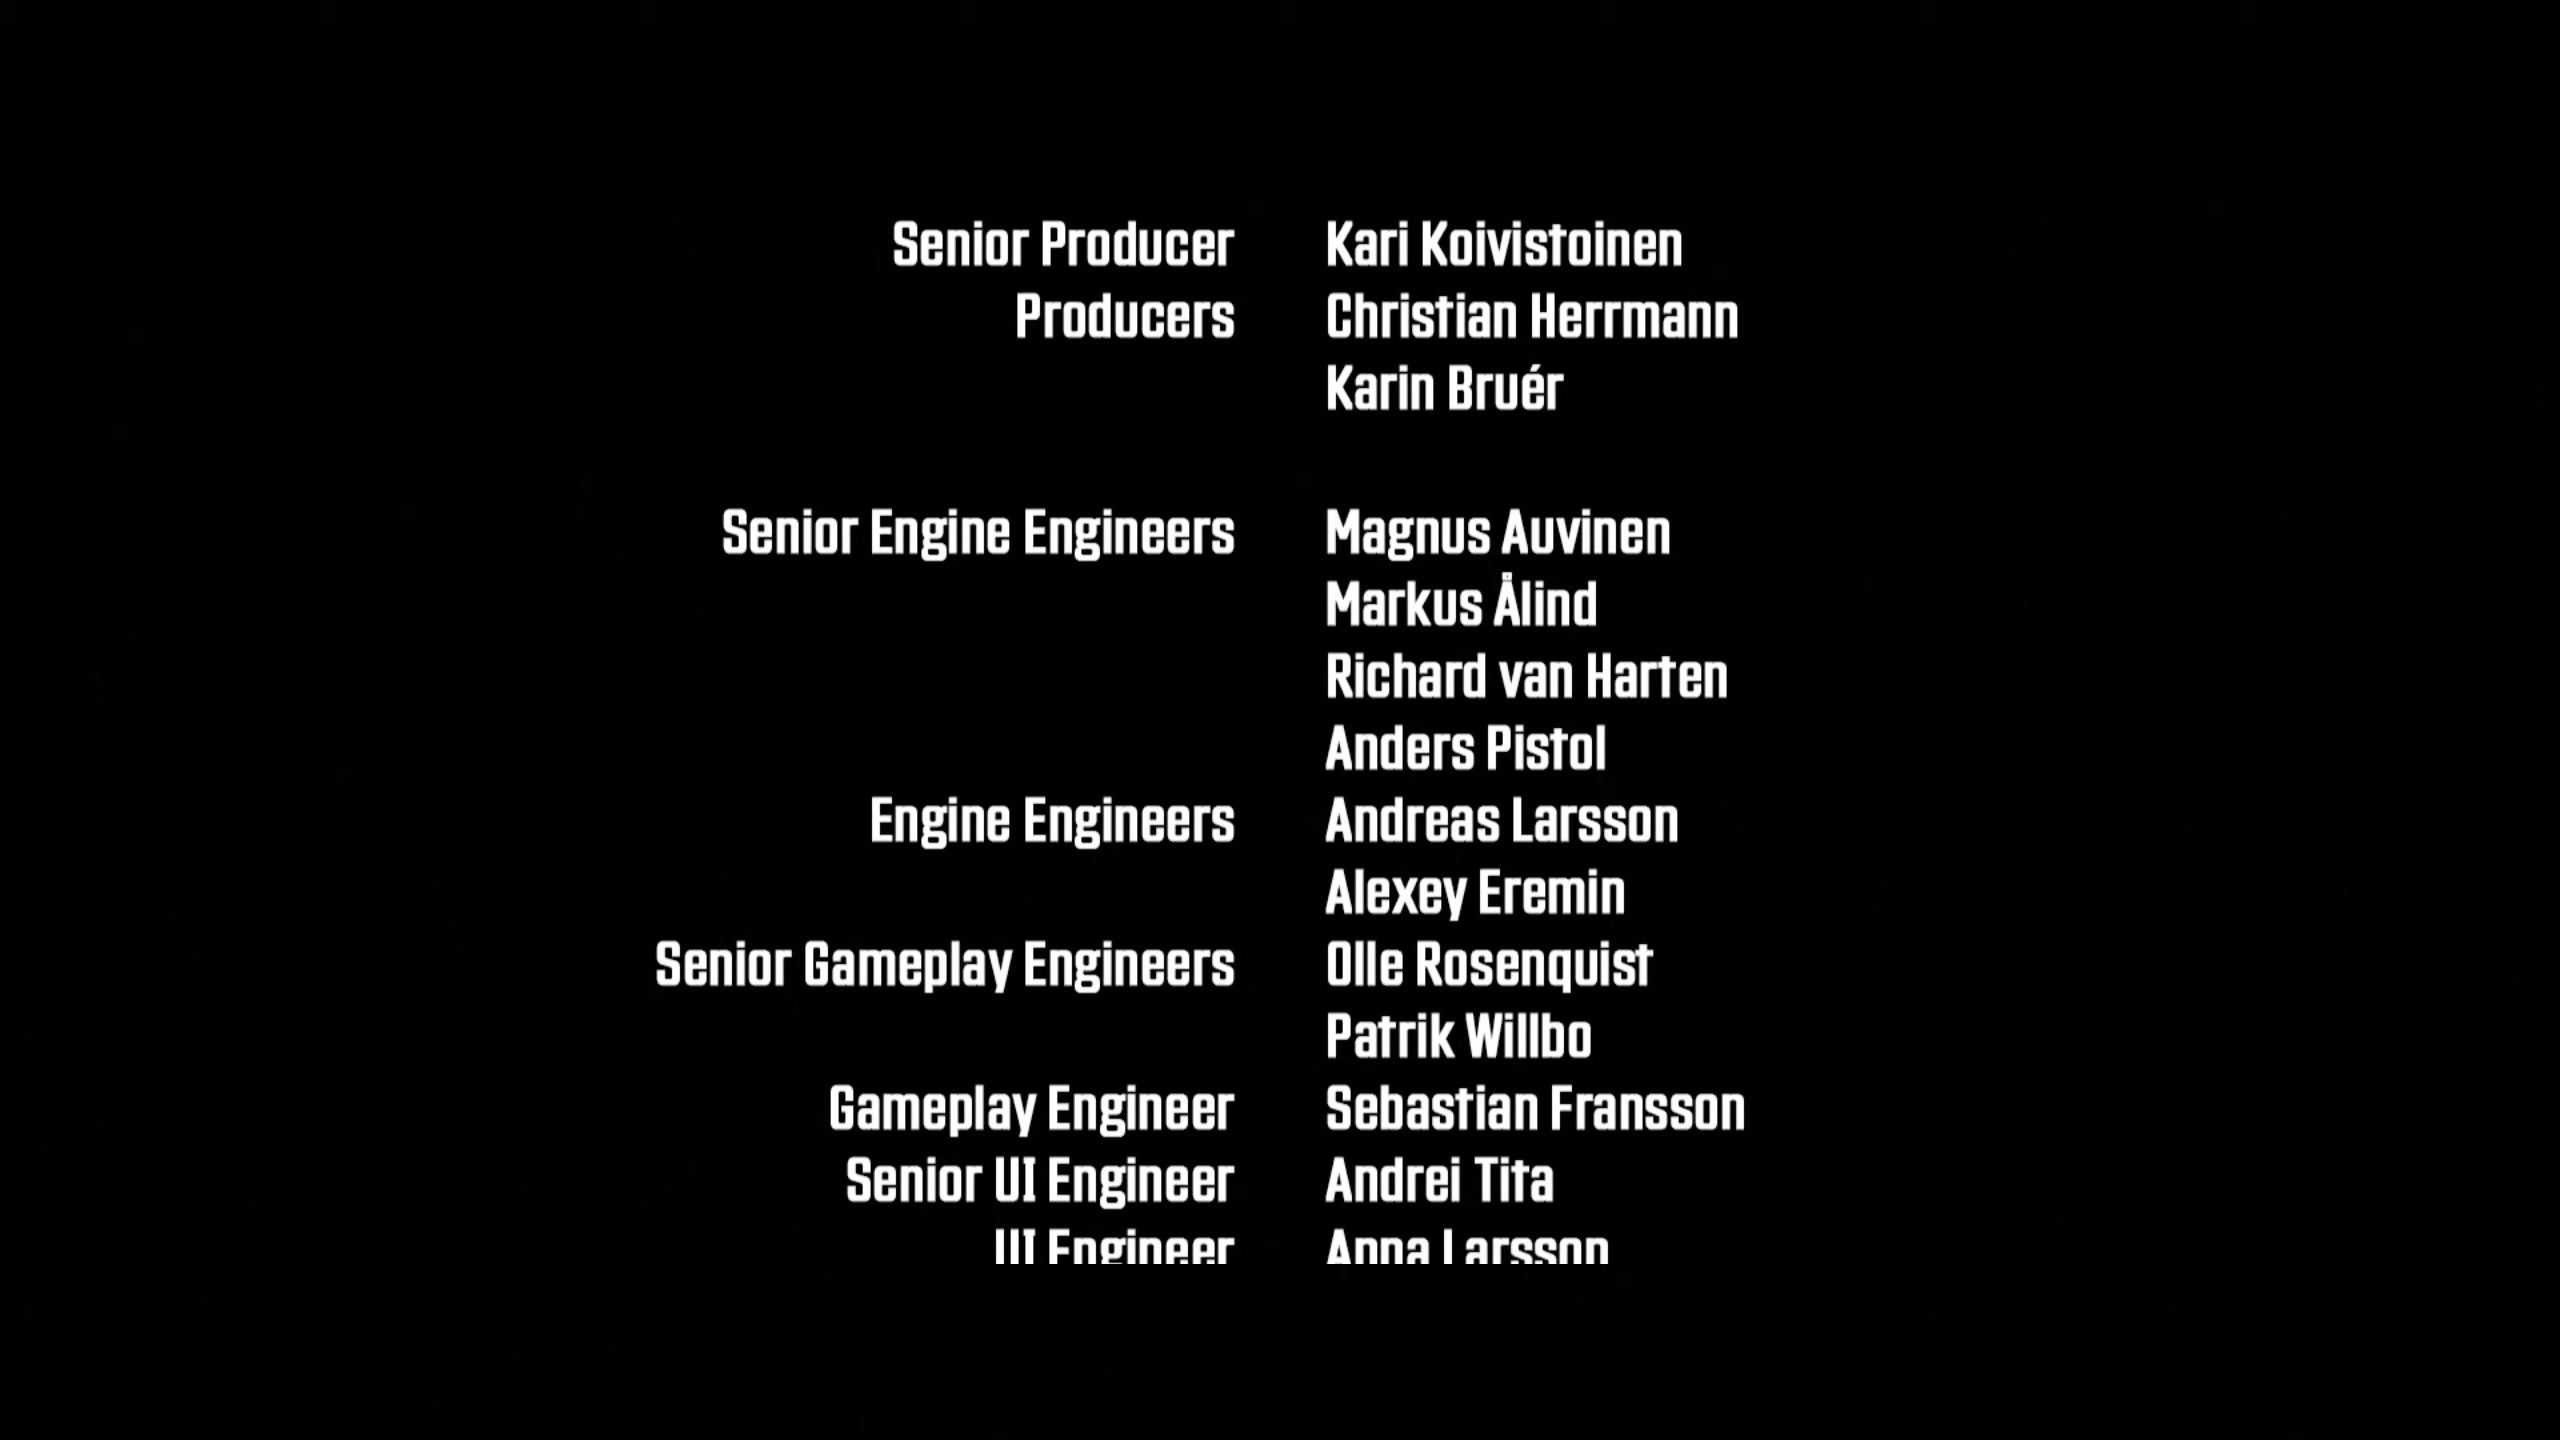 Senior Producer Kari Koivistoinen
Producers Christian Herrmann
Karin Bruér
Senior Engine Engineers Magnus Auvinen
Markus Ålind
Richard van Harten
Anders Pistol
Engine Engineers Andreas Larsson
Alexey Eremin
Senior Gameplay Engineers Olle Rosenquist
Patrik Willbo
Gameplay Engineer Sebastian Fransson
Senior UI Engineer Andrei Tita
UI Engineer Anna Larsson